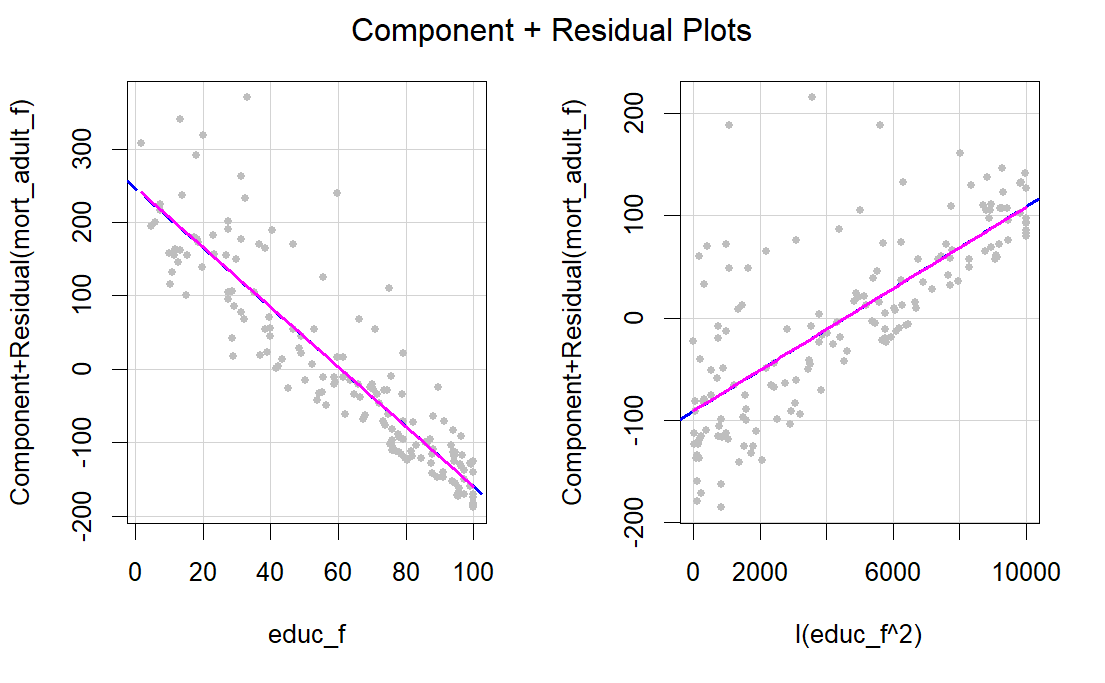 Component + Residual Plots
Component+Residual(mort_adult_f)
300
200
100
0
-100
-200
0 20 40 60 80 100
educ_f
Component+Residual(mort_adult_f)
200
100
0
-100
-200
0 2000 6000 10000
I(educ_f^2)